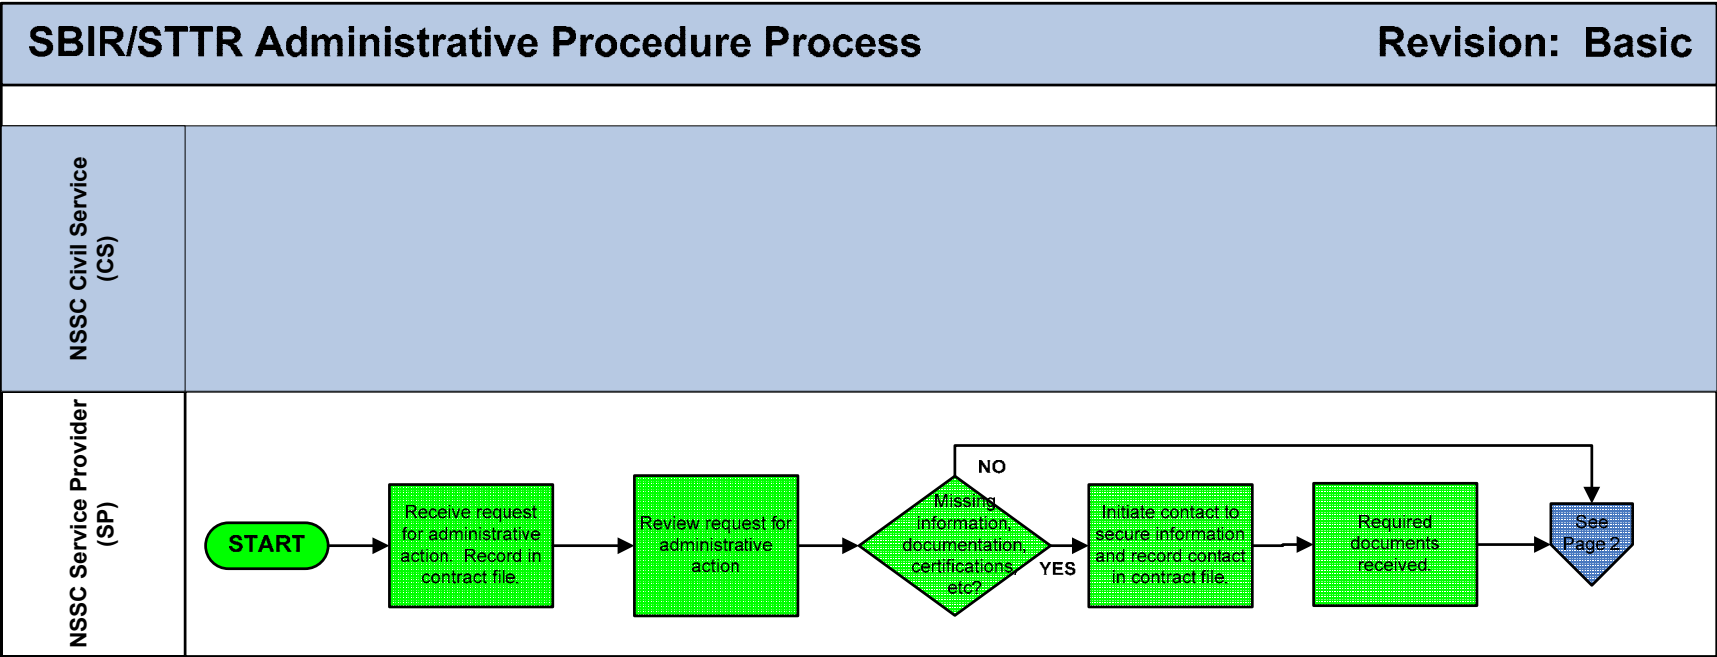 SBIR/STTR Administrative Procedure Process
Revision:  Basic
NSSC Civil Service
(CS)
NSSC Service Provider
(SP)
START
Receive request
for administrative
action.  Record in
contract file.
Review request for
administrative
action
Missing
information,
documentation,
certifications,
etc?
NO
YES
Initiate contact to
secure information
and record contact
in contract file.
Required
documents
received.
See
Page 2